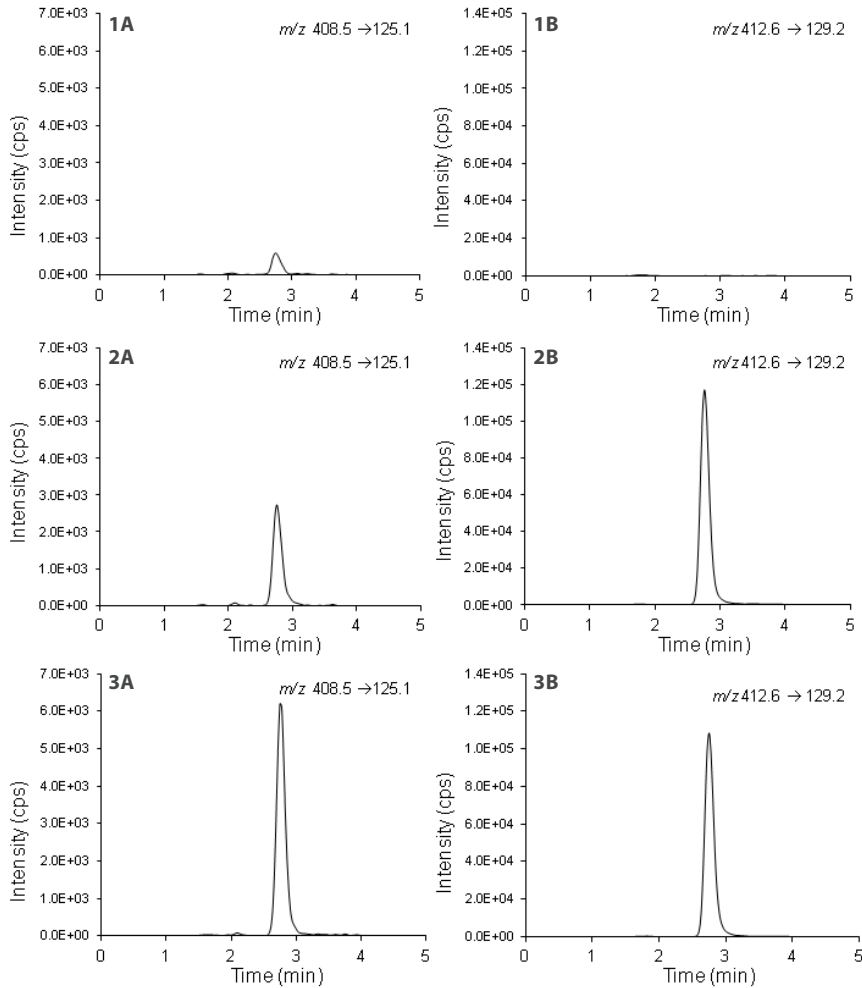 1A
m/z 408.5 →125.1
7.0E+03
6.0E+03
5.0E+03
4.0E+03
3.0E+03
2.0E+03
1.0E+03
0.0E+00
Intensity (cps)
0 1 2 3 4 5
Time (min)
1B
m/z 412.6 → 129.2
1.4E+05
1.2E+05
1.0E+05
8.0E+04
6.0E+04
4.0E+04
2.0E+04
0.0E+00
Intensity (cps)
0 1 2 3 4 5
Time (min)
2A
m/z 408.5 →125.1
7.0E+03
6.0E+03
5.0E+03
4.0E+03
3.0E+03
2.0E+03
1.0E+03
0.0E+00
Intensity (cps)
0 1 2 3 4 5
Time (min)
2B
m/z 412.6 → 129.2
1.4E+05
1.2E+05
1.0E+05
8.0E+04
6.0E+04
4.0E+04
2.0E+04
0.0E+00
Intensity (cps)
0 1 2 3 4 5
Time (min)
3A
m/z 408.5 →125.1
7.0E+03
6.0E+03
5.0E+03
4.0E+03
3.0E+03
2.0E+03
1.0E+03
0.0E+00
Intensity (cps)
0 1 2 3 4 5
Time (min)
3B
m/z 412.6 → 129.2
1.4E+05
1.2E+05
1.0E+05
8.0E+04
6.0E+04
4.0E+04
2.0E+04
0.0E+00
Intensity (cps)
0 1 2 3 4 5
Time (min)